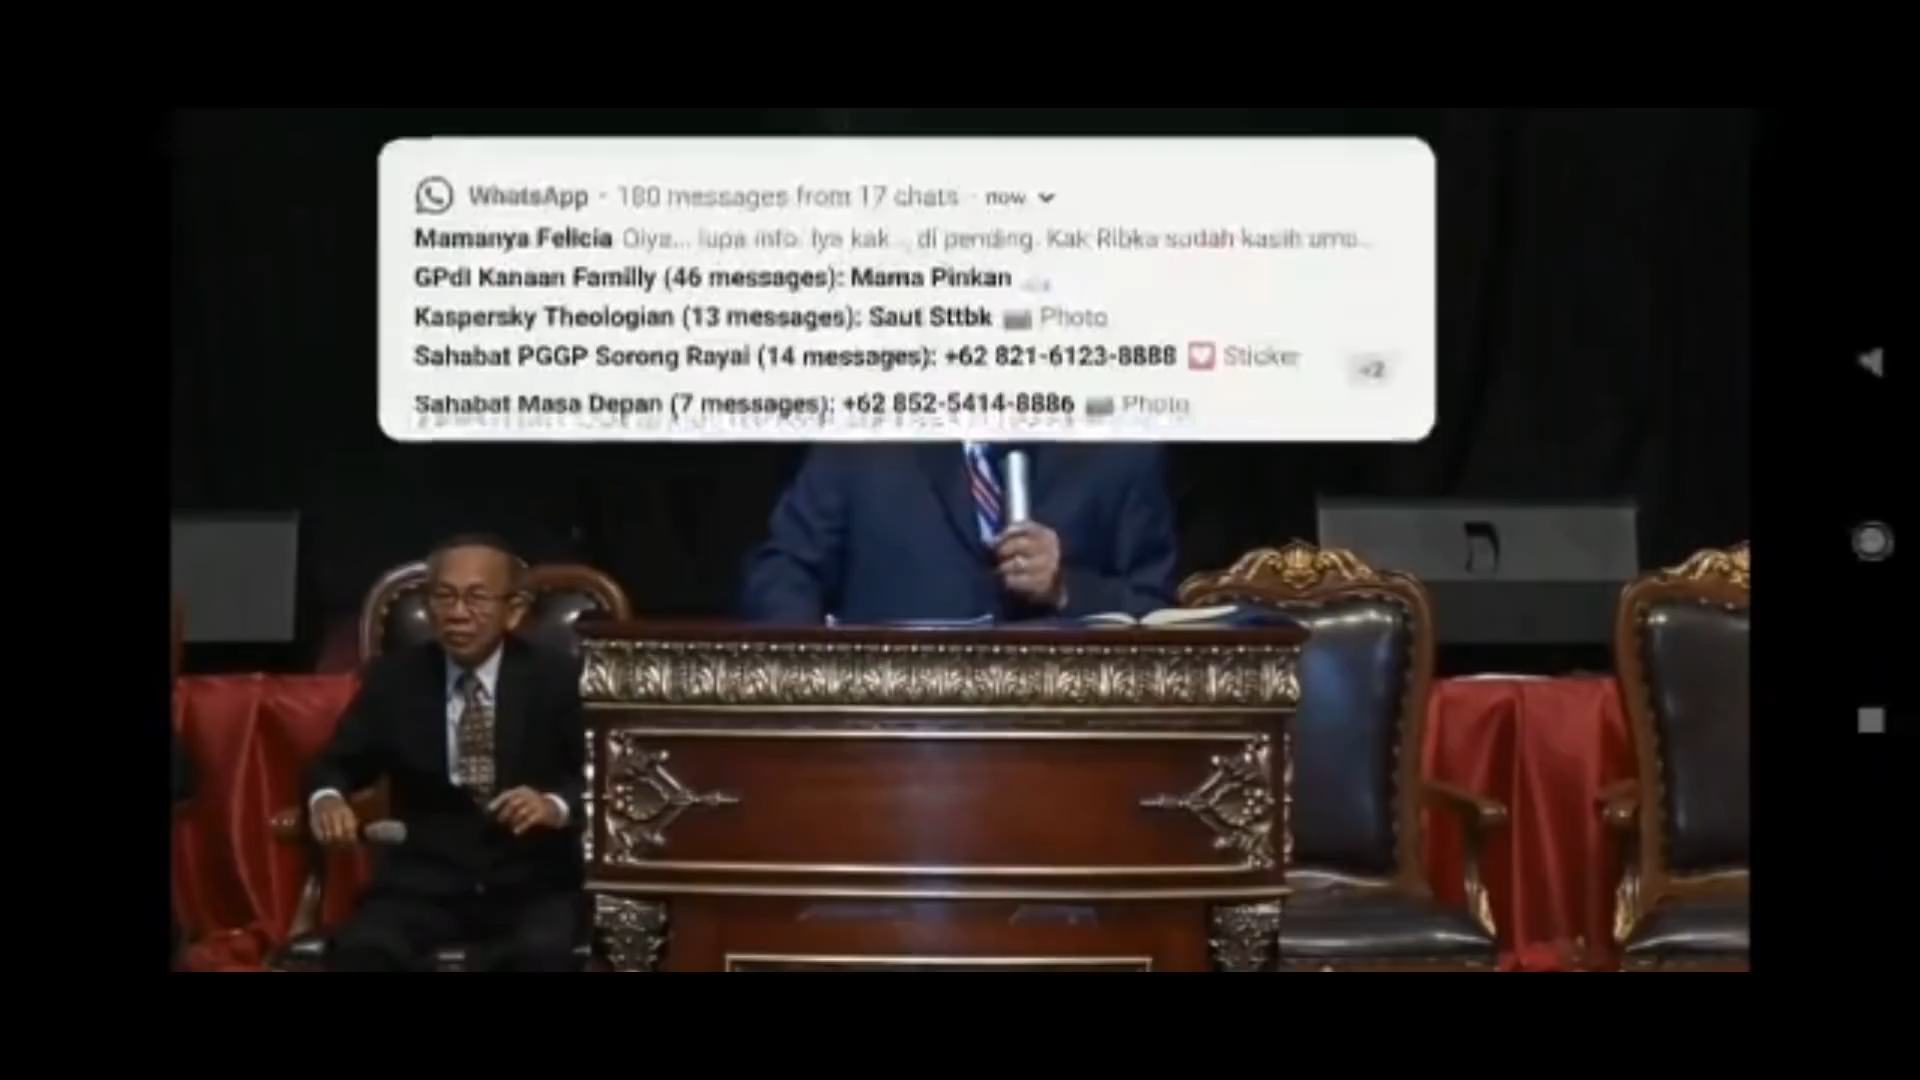 WhatsApp · 180 messages from 17 chats · now
Mamanya Felicia Oiya... lupa info. Iya kak..., di pending. Kak Ribka sudah kasih
GPdI Kanaan Familly (46 messages): Mama Pinkan
Kaspersky Theologian (13 messages): Saut Sttbk 📷 Photo
Sahabat PGGP Sorong Rayai (14 messages): +62 821-6123-8888 💟 Sticker
+2
Sahabat Masa Depan (7 messages): +62 852-5414-8886 📷 Photo
ת